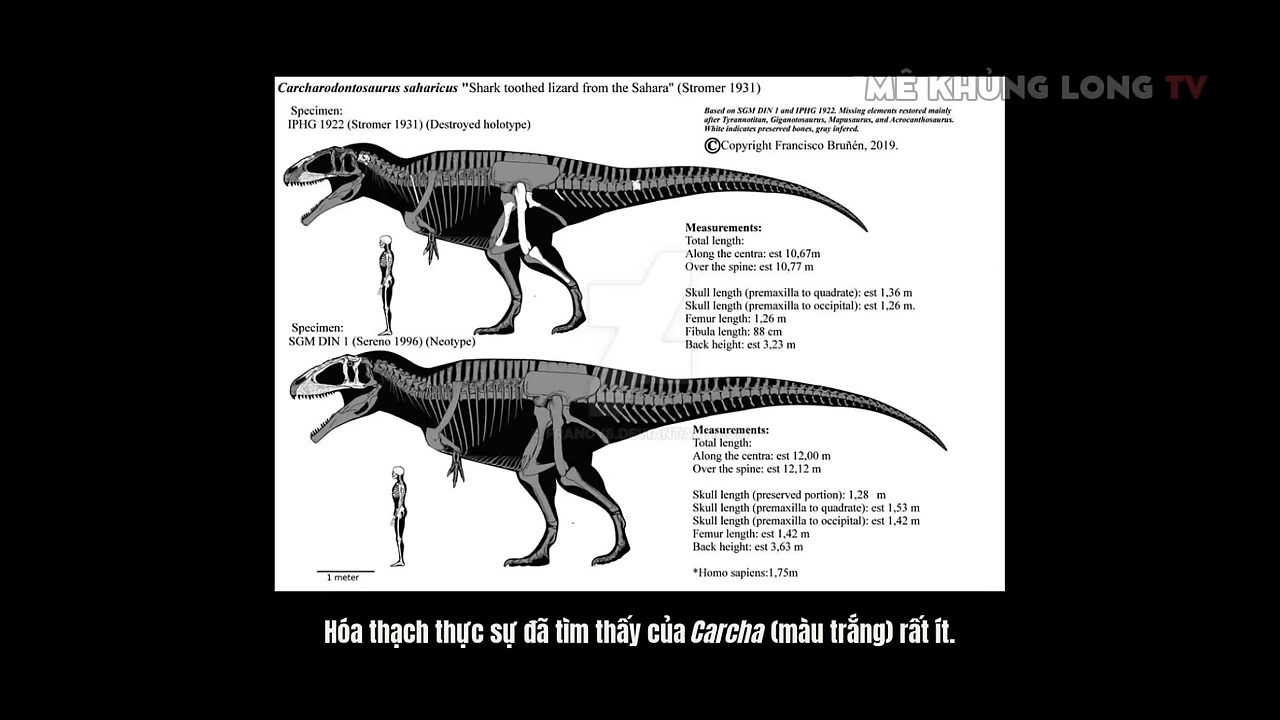 MÊ KHỦNG LONG TV
Carcharodontosaurus saharicus "Shark toothed lizard from the Sahara" (Stromer 1931)
Specimen:
IPHG 1922 (Stromer 1931) (Destroyed holotype)
Based on SGM DIN 1 and IPHG 1922. Missing elements restored mainly
after Tyrannotitan, Giganotosaurus, Mapusaurus, and Acrocanthosaurus.
White indicates preserved bones, gray infered.
©Copyright Francisco Bruñén, 2019.
Measurements:
Total length:
Along the centra: est 10,67m
Over the spine: est 10,77 m
Skull length (premaxilla to quadrate): est 1,36 m
Skull length (premaxilla to occipital): est 1,26 m.
Femur length: 1,26 m
Fibula length: 88 cm
Back height: est 3,23 m
Specimen:
SGM DIN 1 (Sereno 1996) (Neotype)
Measurements:
Total length:
Along the centra: est 12,00 m
Over the spine: est 12,12 m
Skull length (preserved portion): 1,28 m
Skull length (premaxilla to quadrate): est 1,53 m
Skull length (premaxilla to occipital): est 1,42 m
Femur length: est 1,42 m
Back height: est 3,63 m
*Homo sapiens:1,75m
1 meter
Hóa thạch thực sự đã tìm thấy của Carcha (màu trắng) rất ít.